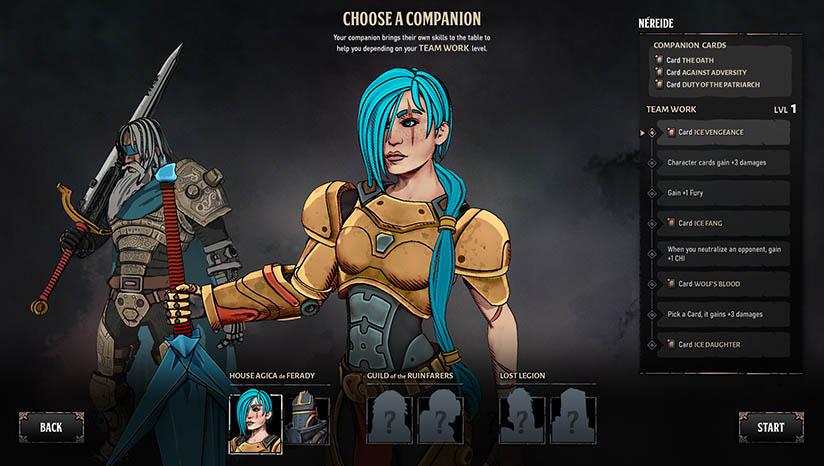 CHOOSE A COMPANION
Your companion brings their own skills to the table to
help you depending on your TEAM WORK level.
NÉREIDE
COMPANION CARDS
Card THE OATH
Card AGAINST ADVERSITY
Card DUTY OF THE PATRIARCH
TEAM WORK LVL 1
Card ICE VENGEANCE
Character cards gain +3 damages
Gain +1 Fury
Card ICE FANG
When you neutralize an opponent, gain
+1 CHI
Card WOLF'S BLOOD
Pick a Card, it gains +3 damages
Card ICE DAUGHTER
HOUSE AGICA de FERADY
GUILD of the RUIN FARERS
LOST LEGION
? ? ? ?
BACK
START